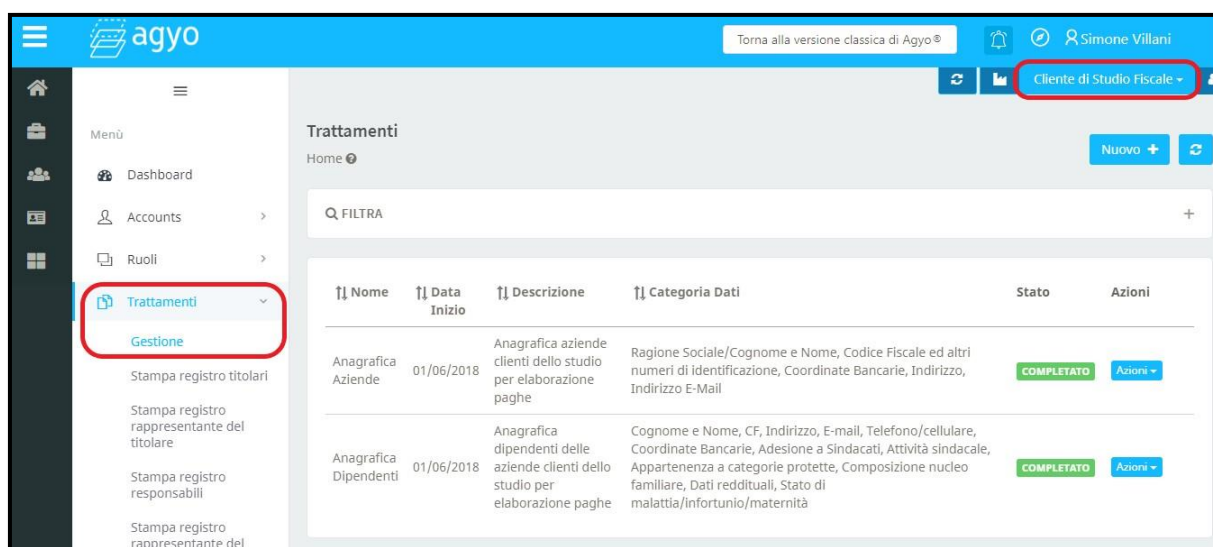 agyo
Torna alla versione classica di Agyo®
Simone Villani
Cliente di Studio Fiscale
Menù
Dashboard
Accounts
Ruoli
Trattamenti
Gestione
Stampa registro titolari
Stampa registro
rappresentante del
titolare
Stampa registro
responsabili
Stampa registro
rappresentante del
Trattamenti
Home
Nuovo +
FILTRA
+
Nome
Data
Inizio
Descrizione
Categoria Dati
Stato
Azioni
Anagrafica
Aziende
01/06/2018
Anagrafica aziende
clienti dello studio
per elaborazione
paghe
Ragione Sociale/Cognome e Nome, Codice Fiscale ed altri
numeri di identificazione, Coordinate Bancarie, Indirizzo,
Indirizzo E-Mail
COMPLETATO
Azioni
Anagrafica
Dipendenti
01/06/2018
Anagrafica
dipendenti delle
aziende clienti dello
studio per
elaborazione paghe
Cognome e Nome, CF, Indirizzo, E-mail, Telefono/cellulare,
Coordinate Bancarie, Adesione a Sindacati, Attività sindacale,
Appartenenza a categorie protette, Composizione nucleo
familiare, Dati reddituali, Stato di
malattia/infortunio/maternità
COMPLETATO
Azioni